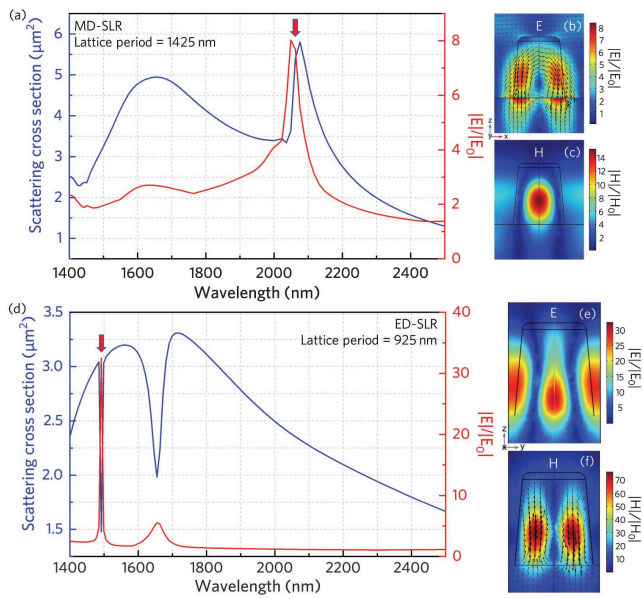 (a)
MD-SLR
Lattice period = 1425 nm
Scattering cross section (µm²)
6
5
4
3
2
1
8
6
4
2
0
|E|/|E₀|
1400 1600 1800 2000 2200 2400
Wavelength (nm)
E (b)
8
7
6
5
4
3
2
1
|E|/|E₀|
z
y x
H (c)
14
12
10
8
6
4
2
|H|/|H₀|
(d)
ED-SLR
Lattice period = 925 nm
Scattering cross section (µm²)
3.5
3.0
2.5
2.0
1.5
40
30
20
10
0
|E|/|E₀|
1400 1600 1800 2000 2200 2400
Wavelength (nm)
E (e)
30
25
20
15
10
5
|E|/|E₀|
z
x y
H (f)
70
60
50
40
30
20
10
|H|/|H₀|